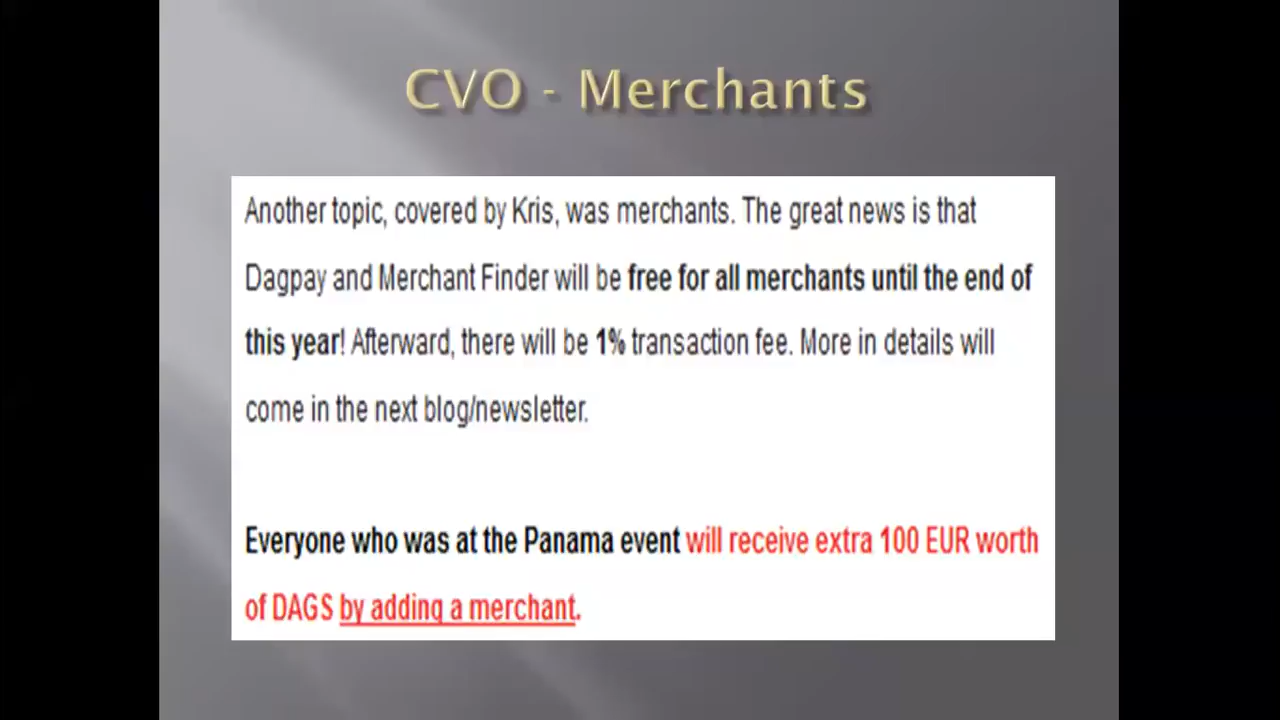 CVO - Merchants
Another topic, covered by Kris, was merchants. The great news is that
Dagpay and Merchant Finder will be free for all merchants until the end of
this year! Afterward, there will be 1% transaction fee. More in details will
come in the next blog/newsletter.
Everyone who was at the Panama event will receive extra 100 EUR worth
of DAGS by adding a merchant.